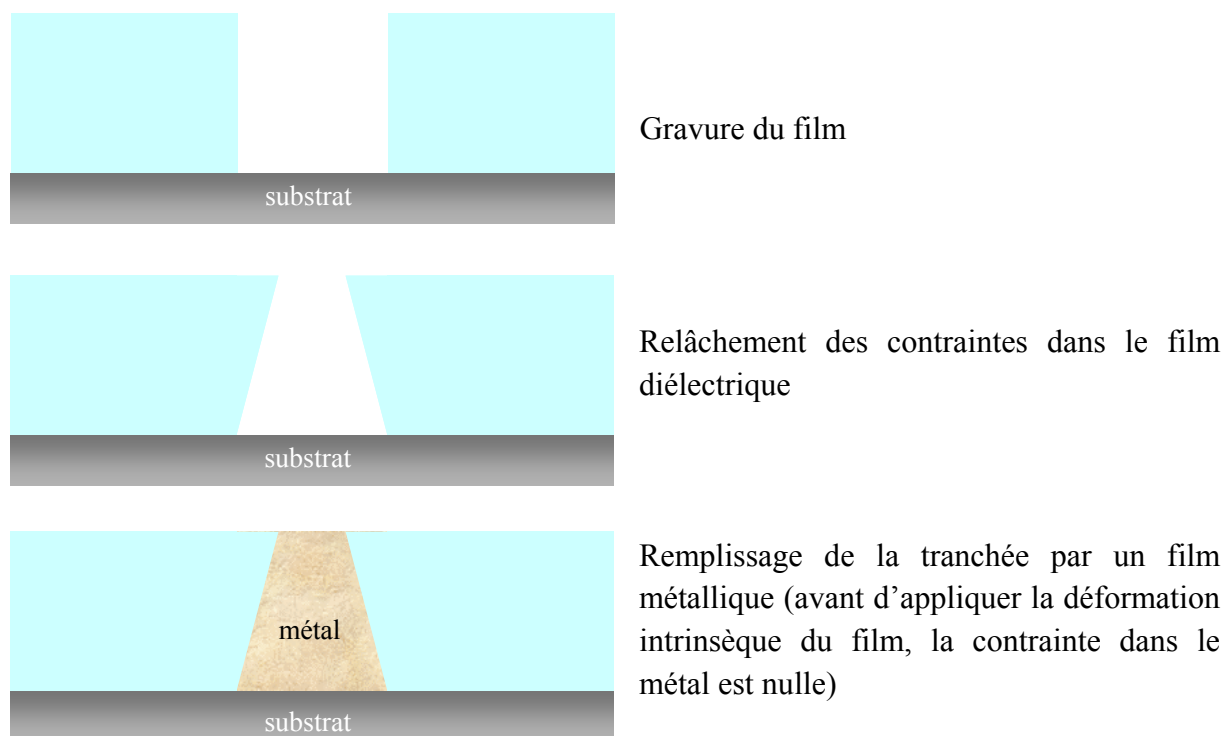 Gravure du film
substrat
Relâchement des contraintes dans le film
diélectrique
substrat
Remplissage de la tranchée par un film
métallique (avant d’appliquer la déformation
intrinsèque du film, la contrainte dans le
métal est nulle)
métal
substrat